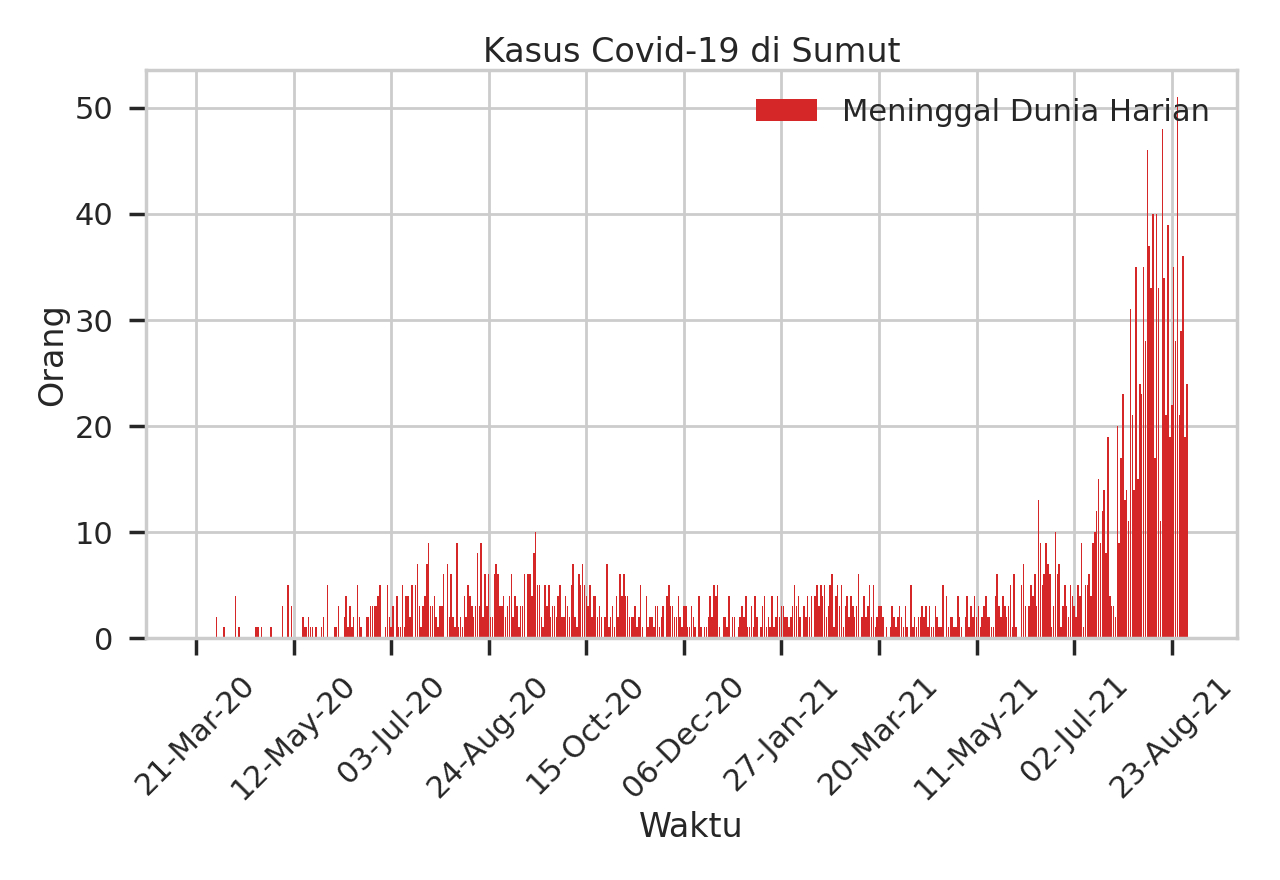 Kasus Covid-19 di Sumut
Meninggal Dunia Harian
50
40
30
20
10
0
Orang
21-Mar-20
12-May-20
03-Jul-20
24-Aug-20
15-Oct-20
06-Dec-20
27-Jan-21
20-Mar-21
11-May-21
02-Jul-21
23-Aug-21
Waktu